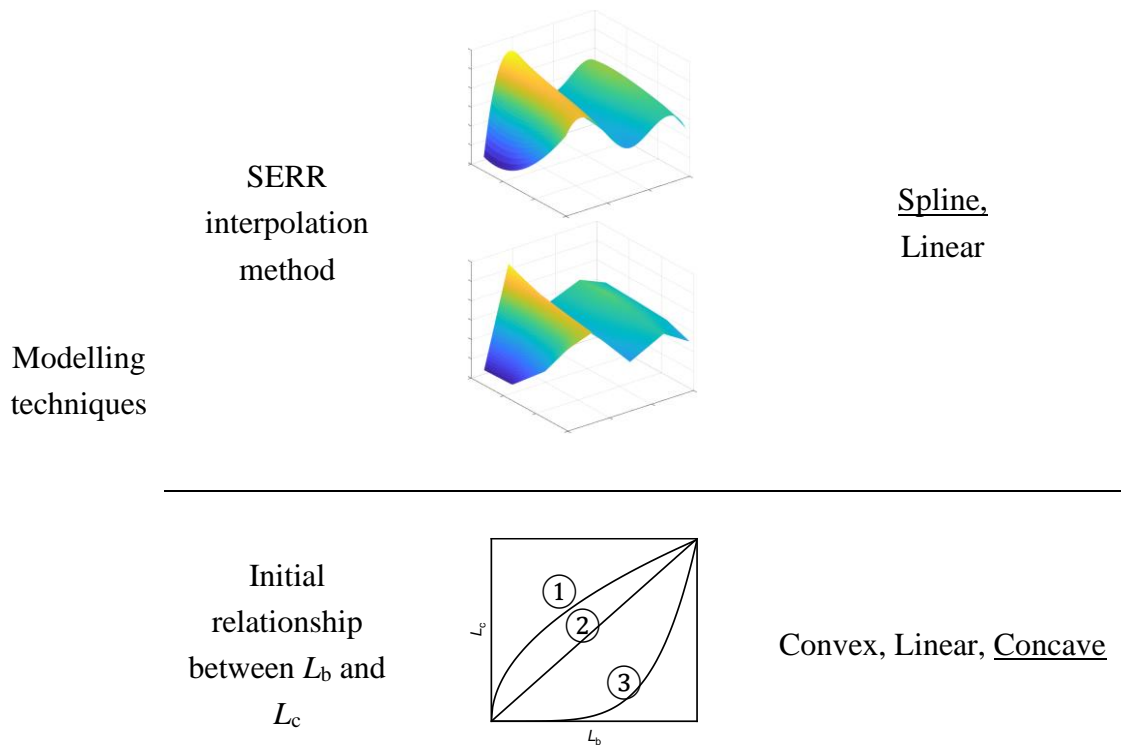 SERR
interpolation
method
Spline,
Linear
Modelling
techniques
Initial
relationship
between Lb and
Lc
1
2
3
Lc
Lb
Convex, Linear, Concave